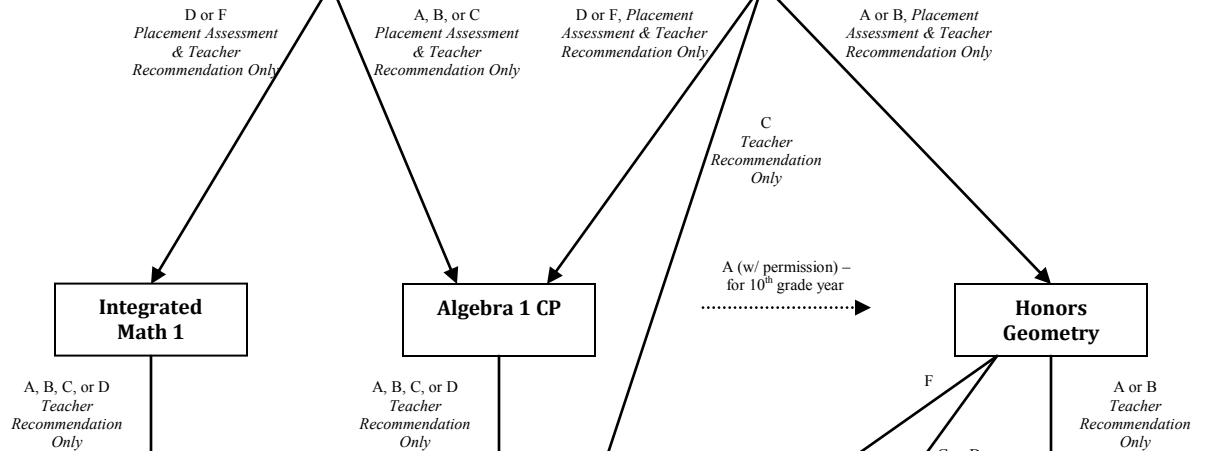 D or F
Placement Assessment
& Teacher
Recommendation Only
A, B, or C
Placement Assessment
& Teacher
Recommendation Only
D or F, Placement
Assessment & Teacher
Recommendation Only
A or B, Placement
Assessment & Teacher
Recommendation Only
C
Teacher
Recommendation
Only
A (w/ permission) –
for 10th grade year
Integrated
Math 1
Algebra 1 CP
Honors
Geometry
A, B, C, or D
Teacher
Recommendation
Only
A, B, C, or D
Teacher
Recommendation
Only
F
A or B
Teacher
Recommendation
Only